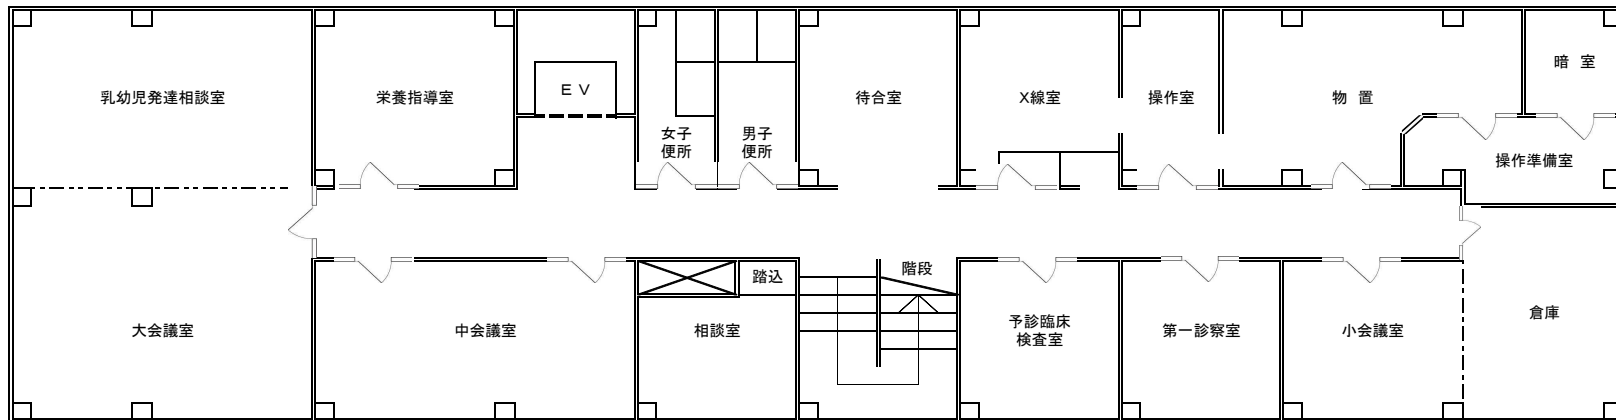 乳幼児発達相談室
栄養指導室
ＥＶ
女子
便所
男子
便所
待合室
X線室
操作室
物 置
暗 室
操作準備室
大会議室
中会議室
踏込
相談室
階段
予診臨床
検査室
第一診察室
小会議室
倉庫